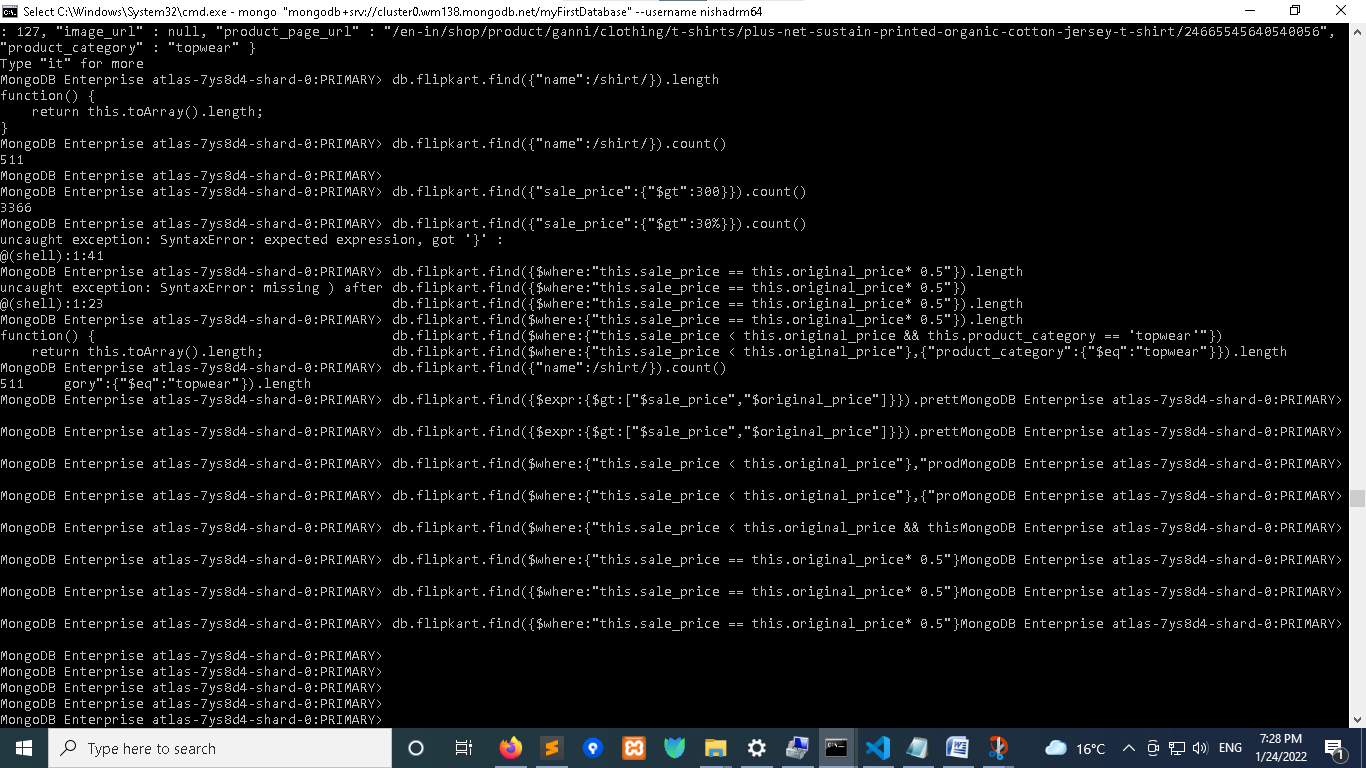 Select C:\Windows\System32\cmd.exe - mongo "mongodb+srv://cluster0.wm138.mongodb.net/myFirstDatabase" --username nishadrm64
: 127, "image_url" : null, "product_page_url" : "/en-in/shop/product/ganni/clothing/t-shirts/plus-net-sustain-printed-organic-cotton-jersey-t-shirt/24665545640540056",
"product_category" : "topwear" }
Type "it" for more
MongoDB Enterprise atlas-7ys8d4-shard-0:PRIMARY> db.flipkart.find({"name":/shirt/}).length
function() {
    return this.toArray().length;
}
MongoDB Enterprise atlas-7ys8d4-shard-0:PRIMARY> db.flipkart.find({"name":/shirt/}).count()
511
MongoDB Enterprise atlas-7ys8d4-shard-0:PRIMARY>
MongoDB Enterprise atlas-7ys8d4-shard-0:PRIMARY> db.flipkart.find({"sale_price":{"$gt":300}}).count()
3366
MongoDB Enterprise atlas-7ys8d4-shard-0:PRIMARY> db.flipkart.find({"sale_price":{"$gt":30%}}).count()
uncaught exception: SyntaxError: expected expression, got '}' :
@(shell):1:41
MongoDB Enterprise atlas-7ys8d4-shard-0:PRIMARY> db.flipkart.find({$where:"this.sale_price == this.original_price* 0.5"}).length
uncaught exception: SyntaxError: missing ) after db.flipkart.find({$where:"this.sale_price == this.original_price* 0.5"})
@(shell):1:23                                    db.flipkart.find({$where:"this.sale_price == this.original_price* 0.5"}).length
MongoDB Enterprise atlas-7ys8d4-shard-0:PRIMARY> db.flipkart.find({$where:{"this.sale_price == this.original_price* 0.5"}).length
function() {                                     db.flipkart.find({$where:{"this.sale_price < this.original_price && this.product_category == 'topwear'"})
    return this.toArray().length;                db.flipkart.find({$where:{"this.sale_price < this.original_price"},{"product_category":{"$eq":"topwear"}}).length
MongoDB Enterprise atlas-7ys8d4-shard-0:PRIMARY> db.flipkart.find({"name":/shirt/}).count()
511     gory":{"$eq":"topwear"}).length
MongoDB Enterprise atlas-7ys8d4-shard-0:PRIMARY> db.flipkart.find({$expr:{$gt:["$sale_price","$original_price"]}}).prettMongoDB Enterprise atlas-7ys8d4-shard-0:PRIMARY>
MongoDB Enterprise atlas-7ys8d4-shard-0:PRIMARY> db.flipkart.find({$expr:{$gt:["$sale_price","$original_price"]}}).prettMongoDB Enterprise atlas-7ys8d4-shard-0:PRIMARY>
MongoDB Enterprise atlas-7ys8d4-shard-0:PRIMARY> db.flipkart.find({$where:{"this.sale_price < this.original_price"},"prodMongoDB Enterprise atlas-7ys8d4-shard-0:PRIMARY>
MongoDB Enterprise atlas-7ys8d4-shard-0:PRIMARY> db.flipkart.find({$where:{"this.sale_price < this.original_price"},{"proMongoDB Enterprise atlas-7ys8d4-shard-0:PRIMARY>
MongoDB Enterprise atlas-7ys8d4-shard-0:PRIMARY> db.flipkart.find({$where:{"this.sale_price < this.original_price && thisMongoDB Enterprise atlas-7ys8d4-shard-0:PRIMARY>
MongoDB Enterprise atlas-7ys8d4-shard-0:PRIMARY> db.flipkart.find({$where:{"this.sale_price == this.original_price* 0.5"}MongoDB Enterprise atlas-7ys8d4-shard-0:PRIMARY>
MongoDB Enterprise atlas-7ys8d4-shard-0:PRIMARY> db.flipkart.find({$where:"this.sale_price == this.original_price* 0.5"}MongoDB Enterprise atlas-7ys8d4-shard-0:PRIMARY>
MongoDB Enterprise atlas-7ys8d4-shard-0:PRIMARY> db.flipkart.find({$where:"this.sale_price == this.original_price* 0.5"}MongoDB Enterprise atlas-7ys8d4-shard-0:PRIMARY>
MongoDB Enterprise atlas-7ys8d4-shard-0:PRIMARY>
MongoDB Enterprise atlas-7ys8d4-shard-0:PRIMARY>
MongoDB Enterprise atlas-7ys8d4-shard-0:PRIMARY>
MongoDB Enterprise atlas-7ys8d4-shard-0:PRIMARY>
MongoDB Enterprise atlas-7ys8d4-shard-0:PRIMARY>
Type here to search
16°C
ENG
7:28 PM
1/24/2022
1